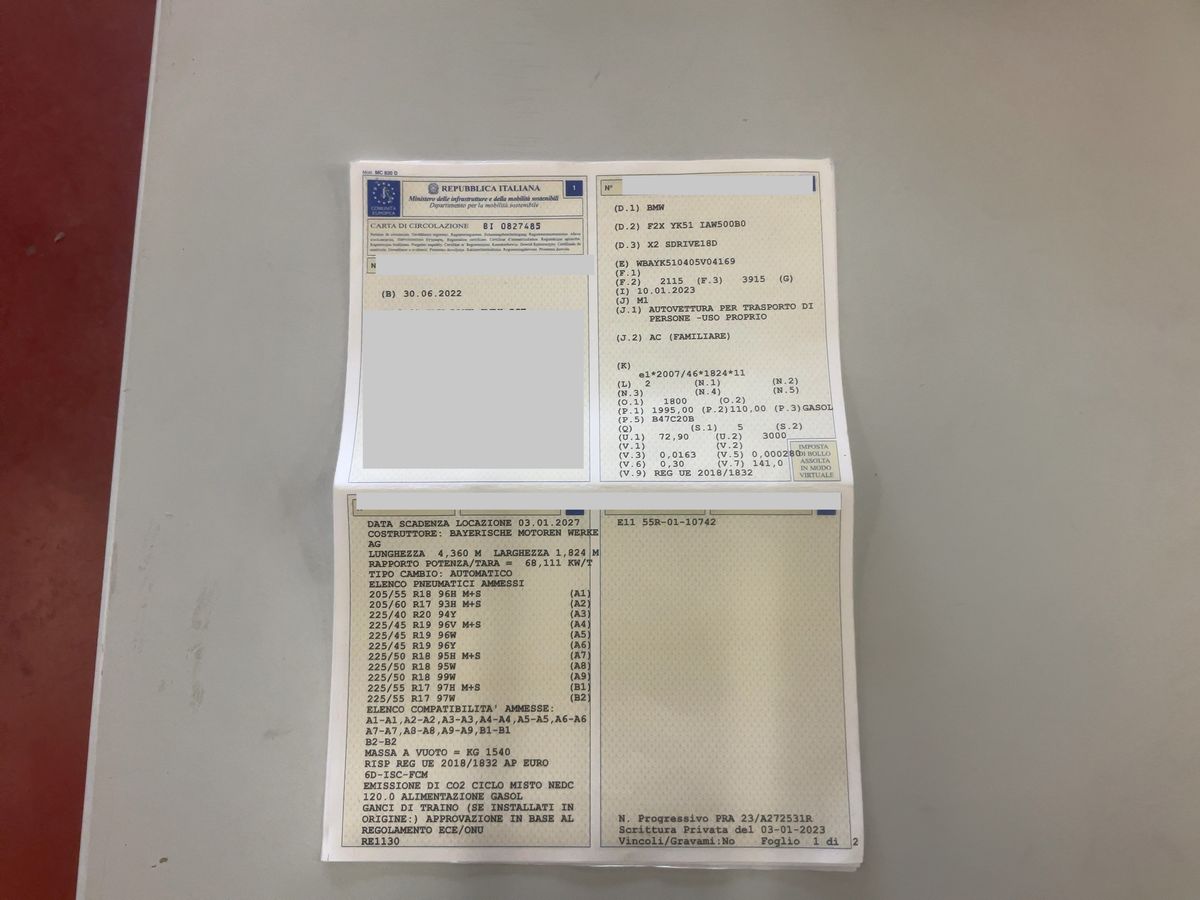 Mod. MC 820 D
COMUNITÀ
EUROPEA
REPUBBLICA ITALIANA
1
Ministero delle infrastrutture e della mobilità sostenibili
Dipartimento per la mobilità sostenibile
CARTA DI CIRCOLAZIONE BI 0827485
N
(B) 30.06.2022
N°
(D.1) BMW
(D.2) F2X YK51 IAW500B0
(D.3) X2 SDRIVE18D
(E) WBAYK510405V04169
(F.1)
(F.2) 2115 (F.3) 3915 (G)
(I) 10.01.2023
(J) M1
(J.1) AUTOVETTURA PER TRASPORTO DI
PERSONE -USO PROPRIO
(J.2) AC (FAMILIARE)
(K)
e1*2007/46*1824*11
(L) 2 (N.1) (N.2)
(N.3) (N.4) (N.5)
(O.1) 1800 (O.2)
(P.1) 1995,00 (P.2)110,00 (P.3)GASOL
(P.5) B47C20B
(Q) (S.1) 5 (S.2)
(U.1) 72,90 (U.2) 3000
(V.1) (V.2)
(V.3) 0,0163 (V.5) 0,000280
(V.6) 0,30 (V.7) 141,0
(V.9) REG UE 2018/1832
IMPOSTA
DI BOLLO
ASSOLTA
IN MODO
VIRTUALE
DATA SCADENZA LOCAZIONE 03.01.2027
COSTRUTTORE: BAYERISCHE MOTOREN WERKE
AG
LUNGHEZZA 4,360 M LARGHEZZA 1,824 M
RAPPORTO POTENZA/TARA = 68,111 KW/T
TIPO CAMBIO: AUTOMATICO
ELENCO PNEUMATICI AMMESSI
205/55 R18 96H M+S (A1)
205/60 R17 93H M+S (A2)
225/40 R20 94Y (A3)
225/45 R19 96V M+S (A4)
225/45 R19 96W (A5)
225/45 R19 96Y (A6)
225/50 R18 95H M+S (A7)
225/50 R18 95W (A8)
225/50 R18 99W (A9)
225/55 R17 97H M+S (B1)
225/55 R17 97W (B2)
ELENCO COMPATIBILITA' AMMESSE:
A1-A1,A2-A2,A3-A3,A4-A4,A5-A5,A6-A6
A7-A7,A8-A8,A9-A9,B1-B1
B2-B2
MASSA A VUOTO = KG 1540
RISP REG UE 2018/1832 AP EURO
6D-ISC-FCM
EMISSIONE DI CO2 CICLO MISTO NEDC
120.0 ALIMENTAZIONE GASOL
GANCI DI TRAINO (SE INSTALLATI IN
ORIGINE:) APPROVAZIONE IN BASE AL
REGOLAMENTO ECE/ONU
RE1130
E11 55R-01-10742
N. Progressivo PRA 23/A272531R
Scrittura Privata del 03-01-2023
Vincoli/Gravami:No Foglio 1 di 2